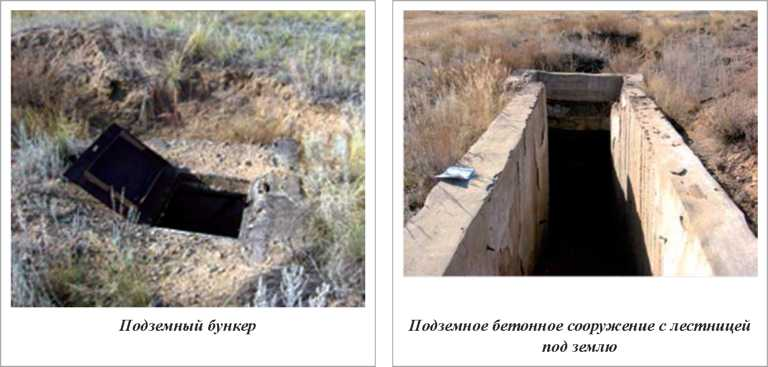 Подземный бункер
Подземное бетонное сооружение с лестницей
под землю